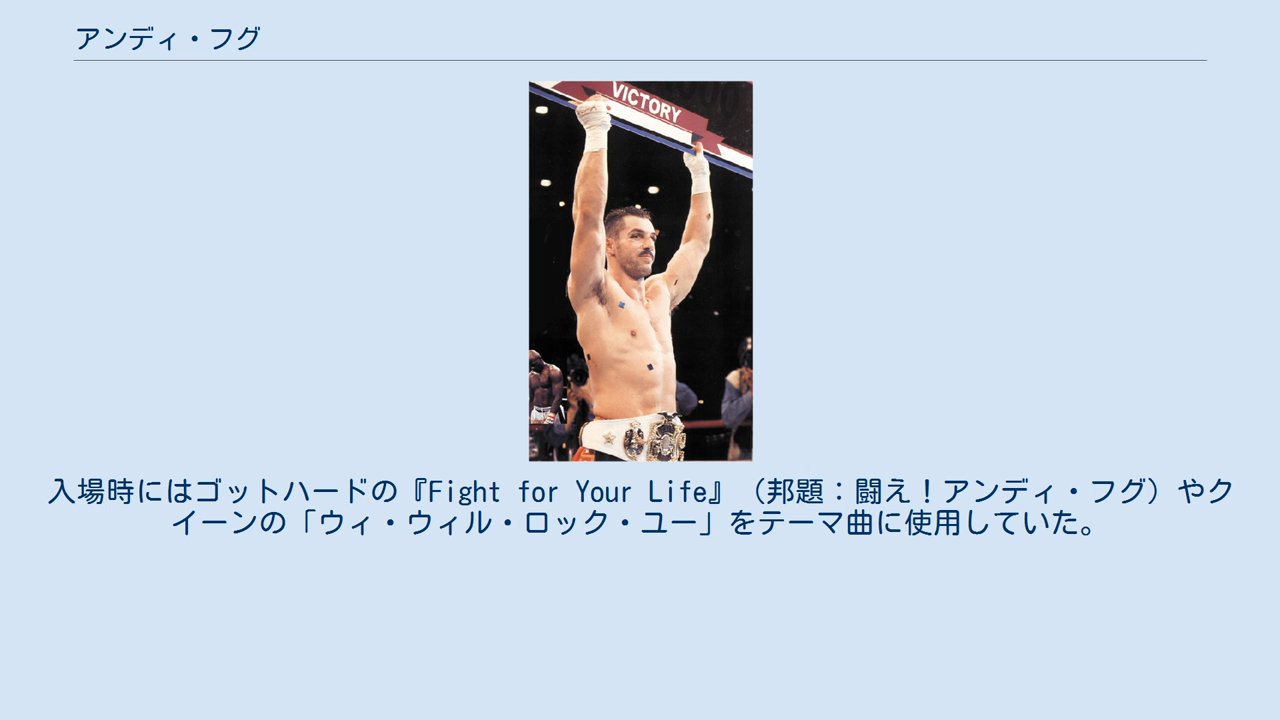 アンディ・フグ
VICTORY
入場時にはゴットハードの『Fight for Your Life』（邦題：闘え！アンディ・フグ）やク
イーンの「ウィ・ウィル・ロック・ユー」をテーマ曲に使用していた。